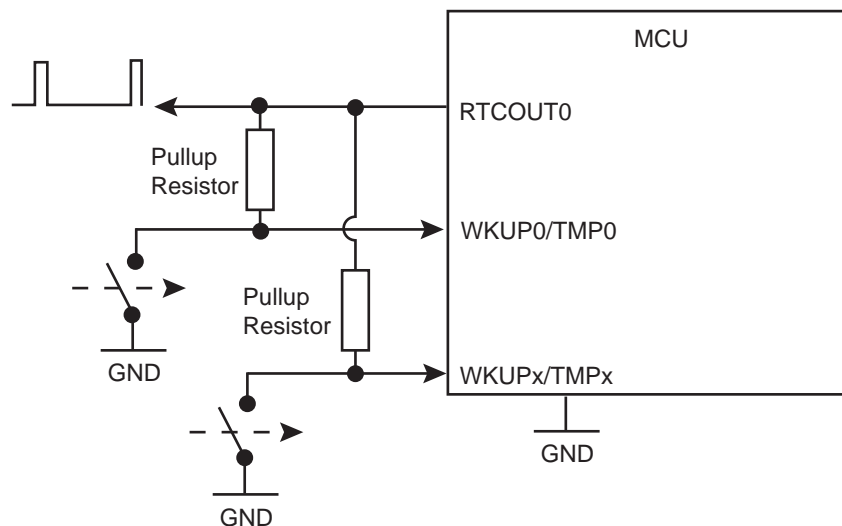 MCU
RTCOUT0
Pullup
Resistor
WKUP0/TMP0
Pullup
Resistor
GND
WKUPx/TMPx
GND
GND